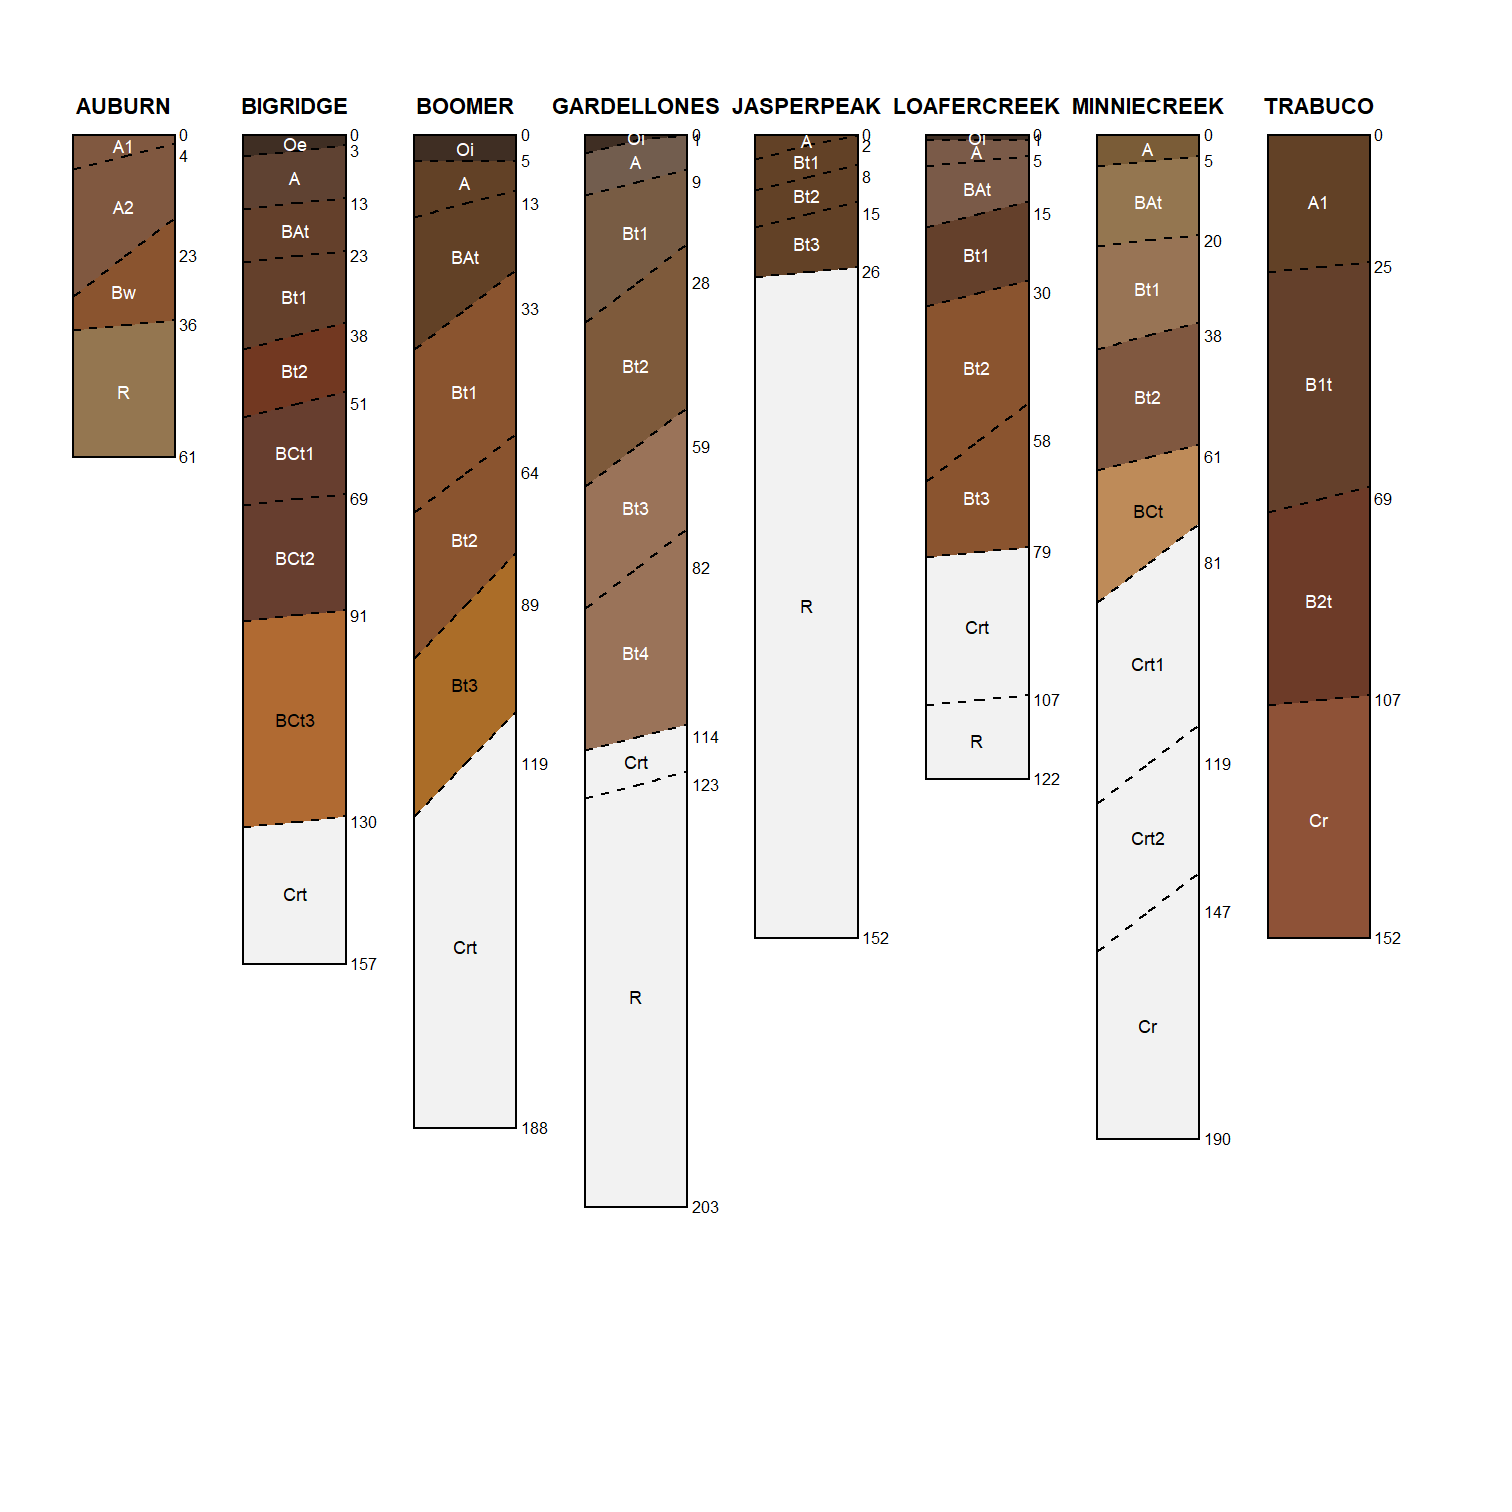 AUBURN BIGRIDGE BOOMER GARDELLONES JASPERPEAK LOAFERCREEK MINNIECREEK TRABUCO
A1
A2
Bw
R
0
4
23
36
61
Oe
A
BAt
Bt1
Bt2
BCt1
BCt2
BCt3
Crt
0
3
13
23
38
51
69
91
130
157
Oi
A
BAt
Bt1
Bt2
Bt3
Crt
0
5
13
33
64
89
119
188
Oi
A
Bt1
Bt2
Bt3
Bt4
Crt
R
0
1
9
28
59
82
114
123
203
A
Bt1
Bt2
Bt3
R
0
2
8
15
26
152
Oi
A
BAt
Bt1
Bt2
Bt3
Crt
R
0
1
5
15
30
58
79
107
122
A
BAt
Bt1
Bt2
BCt
Crt1
Crt2
Cr
0
5
20
38
61
81
119
147
190
A1
B1t
B2t
Cr
0
25
69
107
152